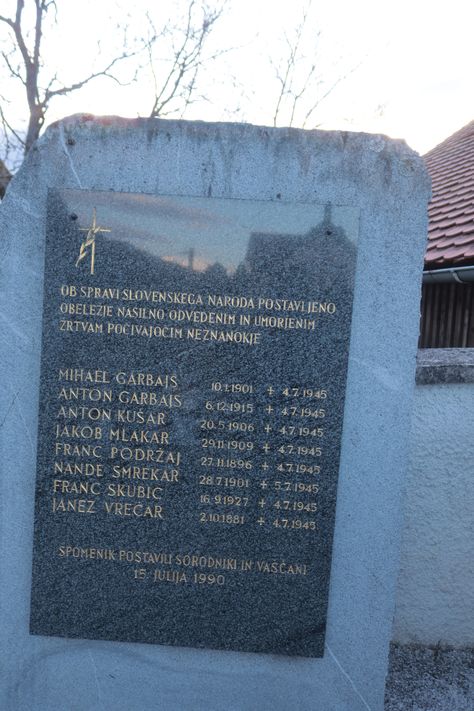 OB SPRAVI SLOVENSKEGA NARODA POSTAVLJENO
OBELEŽJE NASILNO ODVEDENIM IN UMORJENIM
ŽRTVAM POČIVAJOČIM NEZNANOKJE
MIHAEL GARBAJS 10.1.1901 + 4.7.1945
ANTON GARBAJS 6.12.1915 + 4.7.1945
ANTON KUŠAR 20.5.1906 + 4.7.1945
JAKOB MLAKAR 29.11.1909 + 4.7.1945
FRANC PODRŽAJ 27.11.1896 + 4.7.1945
NANDE SMREKAR 28.7.1901 + 5.7.1945
FRANC SKUBIC 16.9.1927 + 4.7.1945
JANEZ VREČAR 2.10.1881 + 4.7.1945
SPOMENIK POSTAVILI SORODNIKI IN VAŠČANI
15. JULIJA 1990